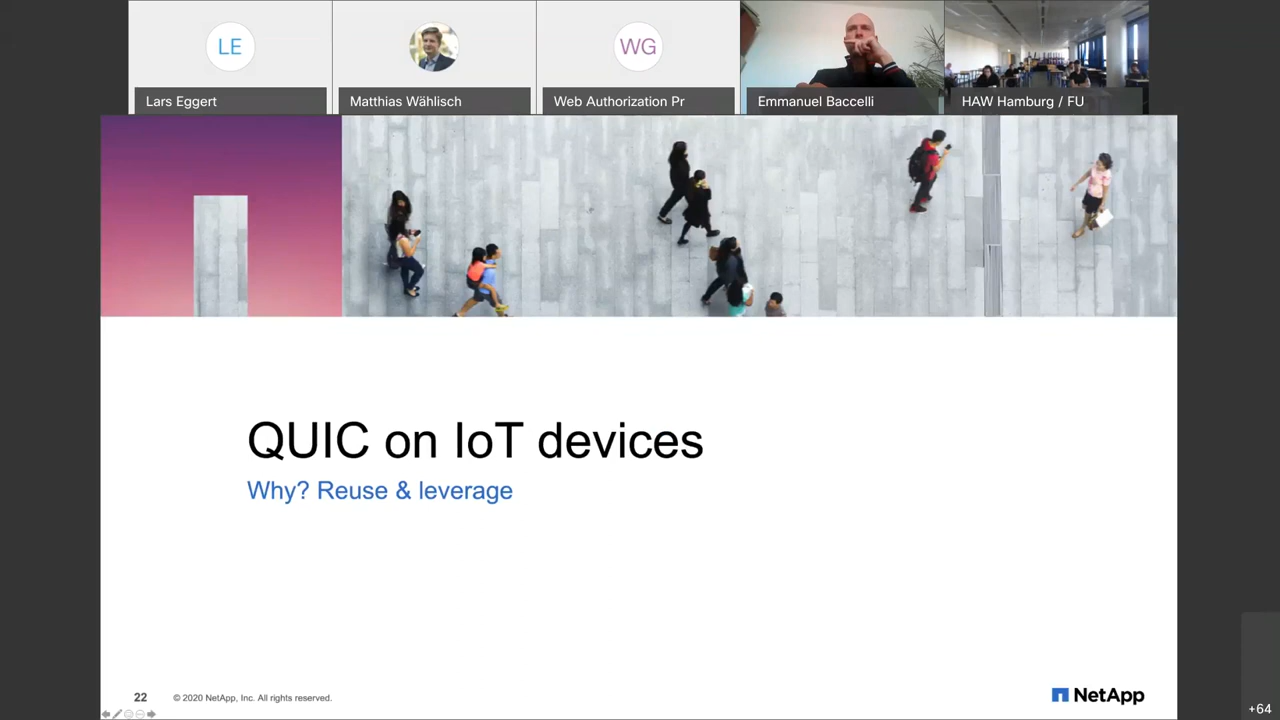 LE
WG
Lars Eggert
Matthias Wählisch
Web Authorization Pr
Emmanuel Baccelli
HAW Hamburg / FU
QUIC on IoT devices
Why? Reuse & leverage
22
© 2020 NetApp, Inc. All rights reserved.
NetApp
+64